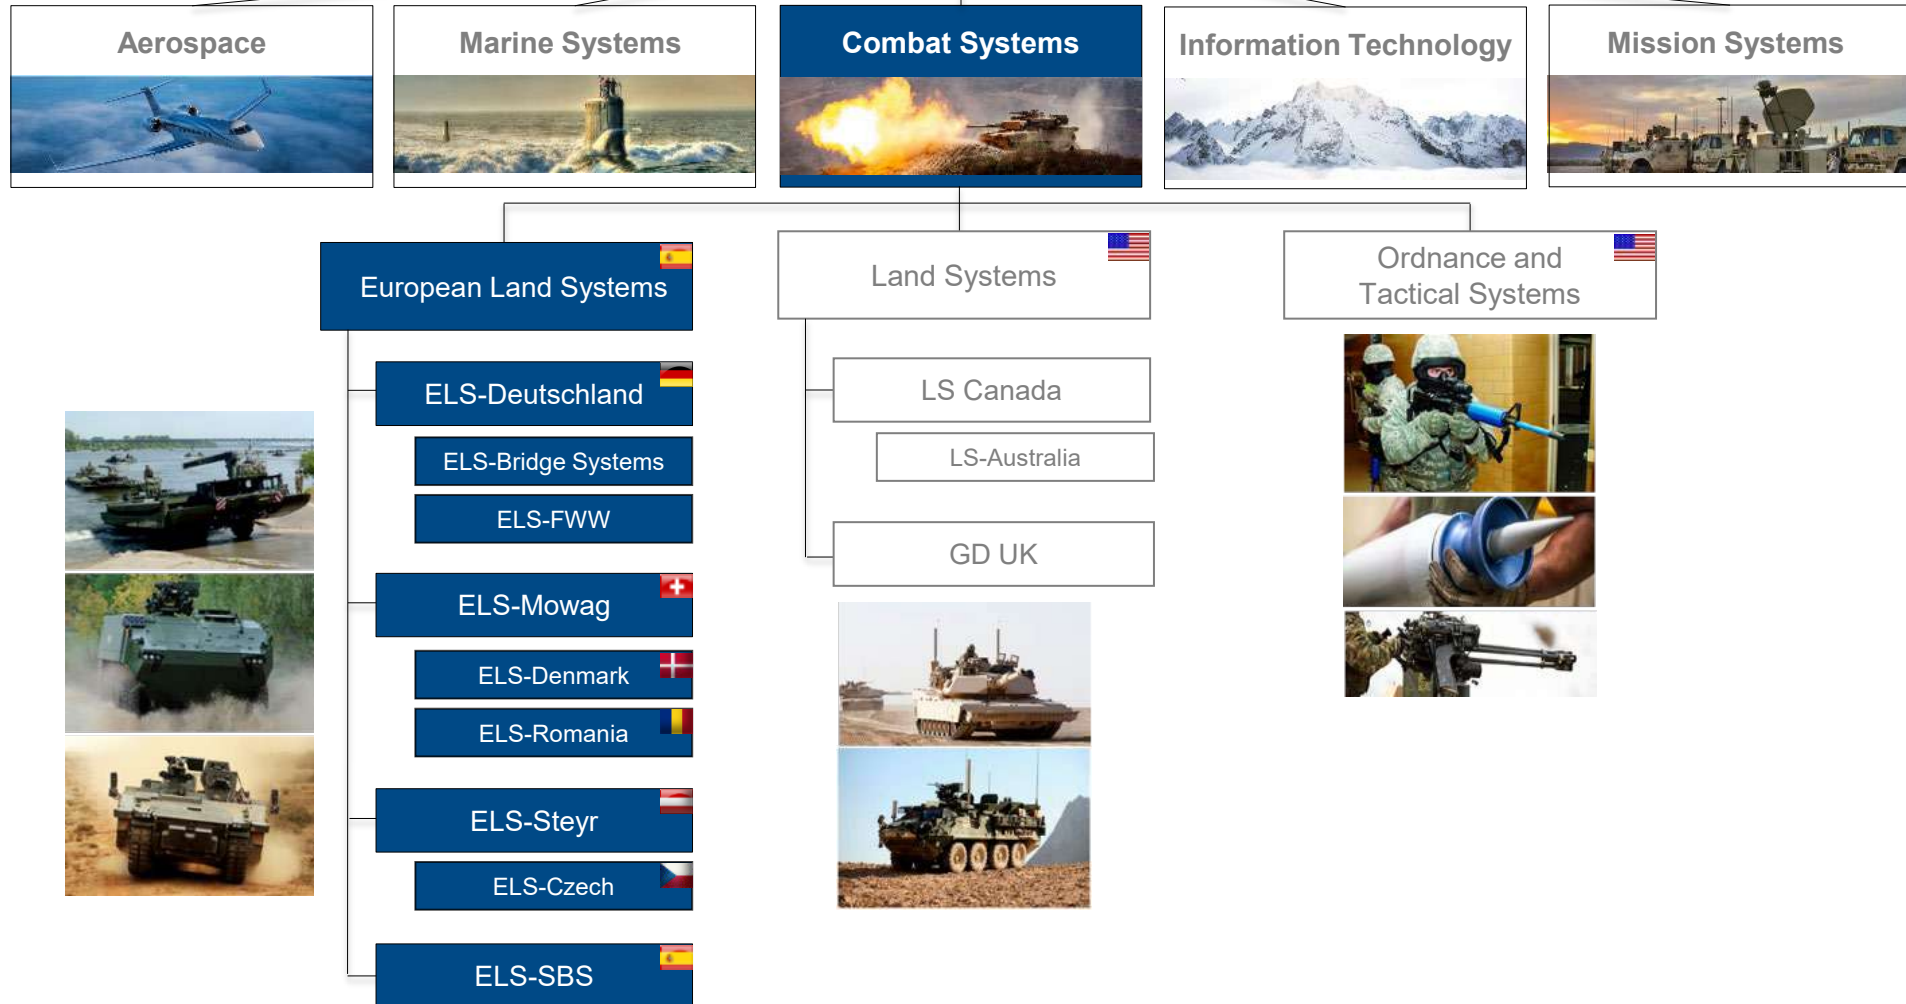 Aerospace
Marine Systems
Combat Systems
Information Technology
Mission Systems
European Land Systems
ELS-Deutschland
ELS-Bridge Systems
ELS-FWW
ELS-Mowag
ELS-Denmark
ELS-Romania
ELS-Steyr
ELS-Czech
ELS-SBS
Land Systems
LS Canada
LS-Australia
GD UK
Ordnance and
Tactical Systems